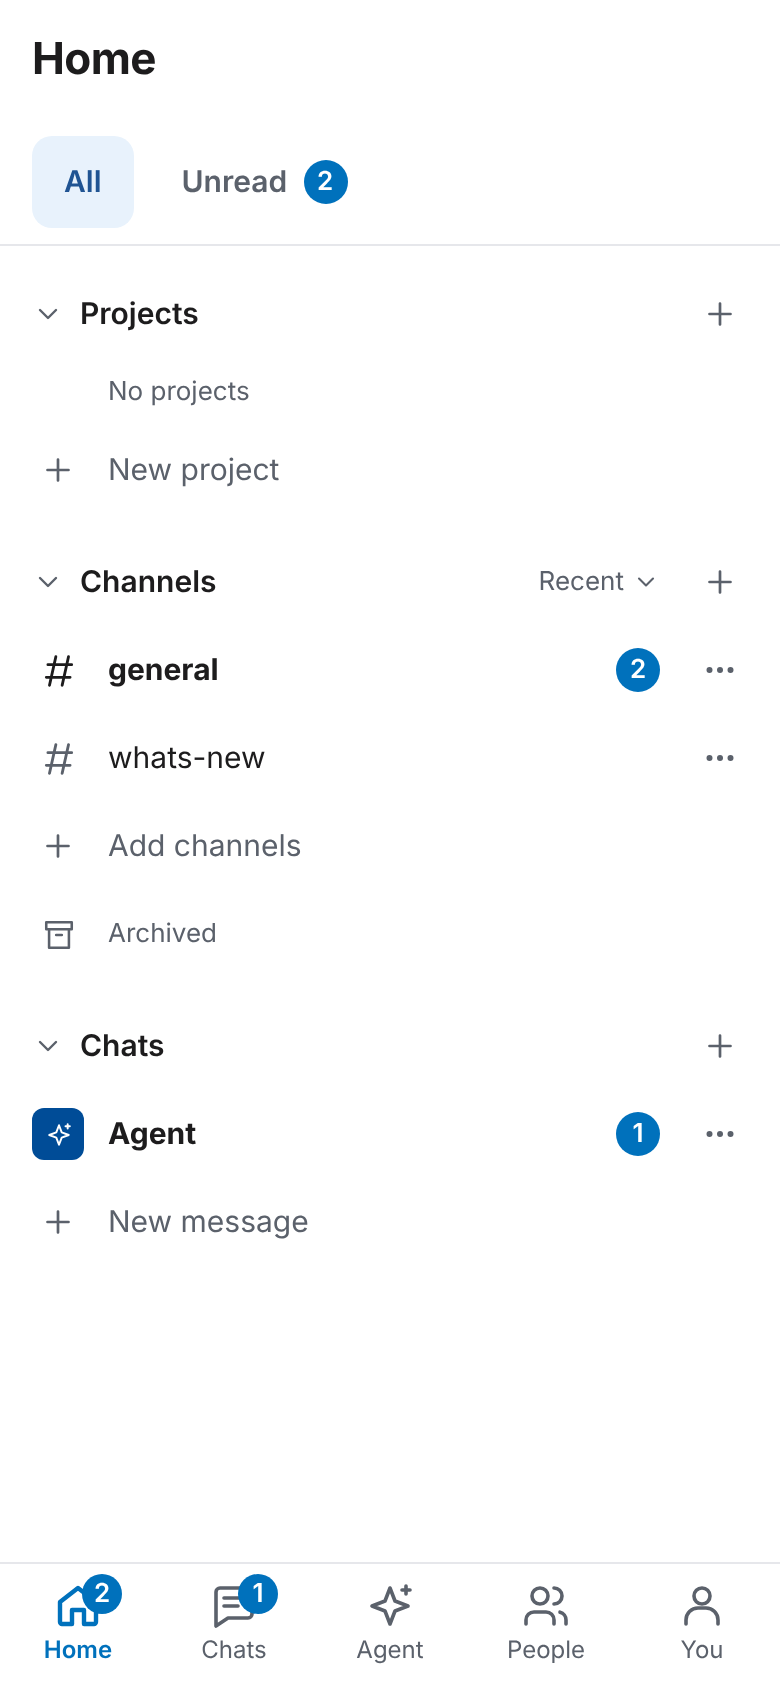 Home
All
Unread 2
Projects
No projects
New project
Channels
Recent
general
2
whats-new
Add channels
Archived
Chats
Agent
1
New message
2
1
Home
Chats
Agent
People
You